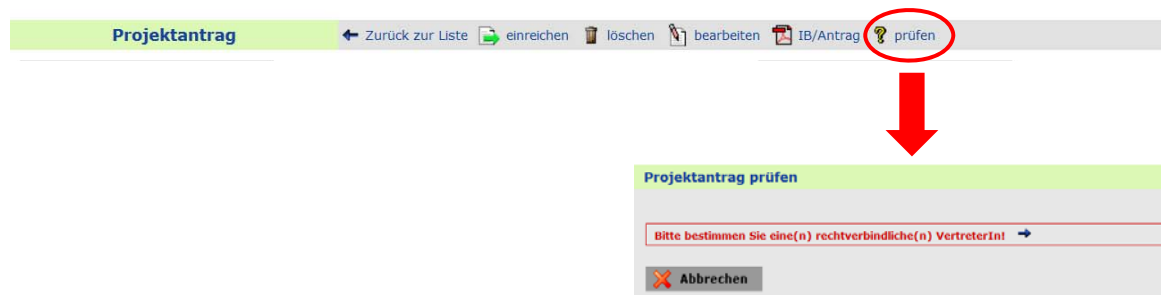 Projektantrag Zurück zur Liste einreichen löschen bearbeiten IB/Antrag prüfen
Projektantrag prüfen
Bitte bestimmen Sie eine(n) rechtverbindliche(n) VertreterIn!
Abbrechen